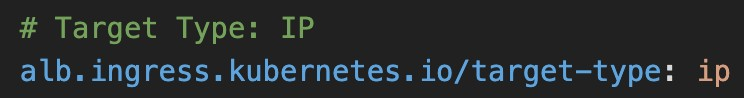 # Target Type: IP
alb.ingress.kubernetes.io/target-type: ip